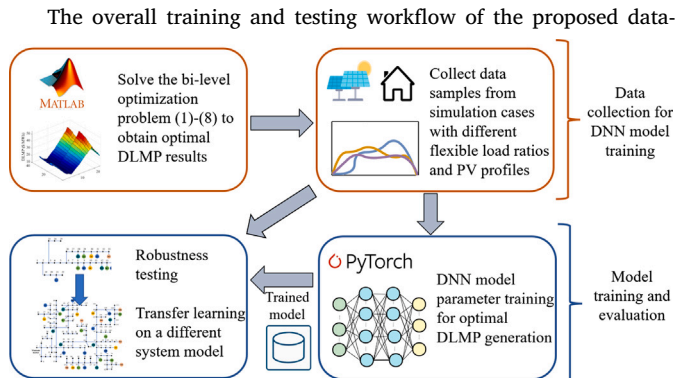 The overall training and testing workflow of the proposed data-
MATLAB
Solve the bi-level
optimization
problem (1)-(8) to
obtain optimal
DLMP results
Collect data
samples from
simulation cases
with different
flexible load ratios
and PV profiles
Data
collection for
DNN model
training
Robustness
testing
Transfer learning
on a different
system model
Trained
model
PyTorch
DNN model
parameter training
for optimal
DLMP generation
Model
training and
evaluation